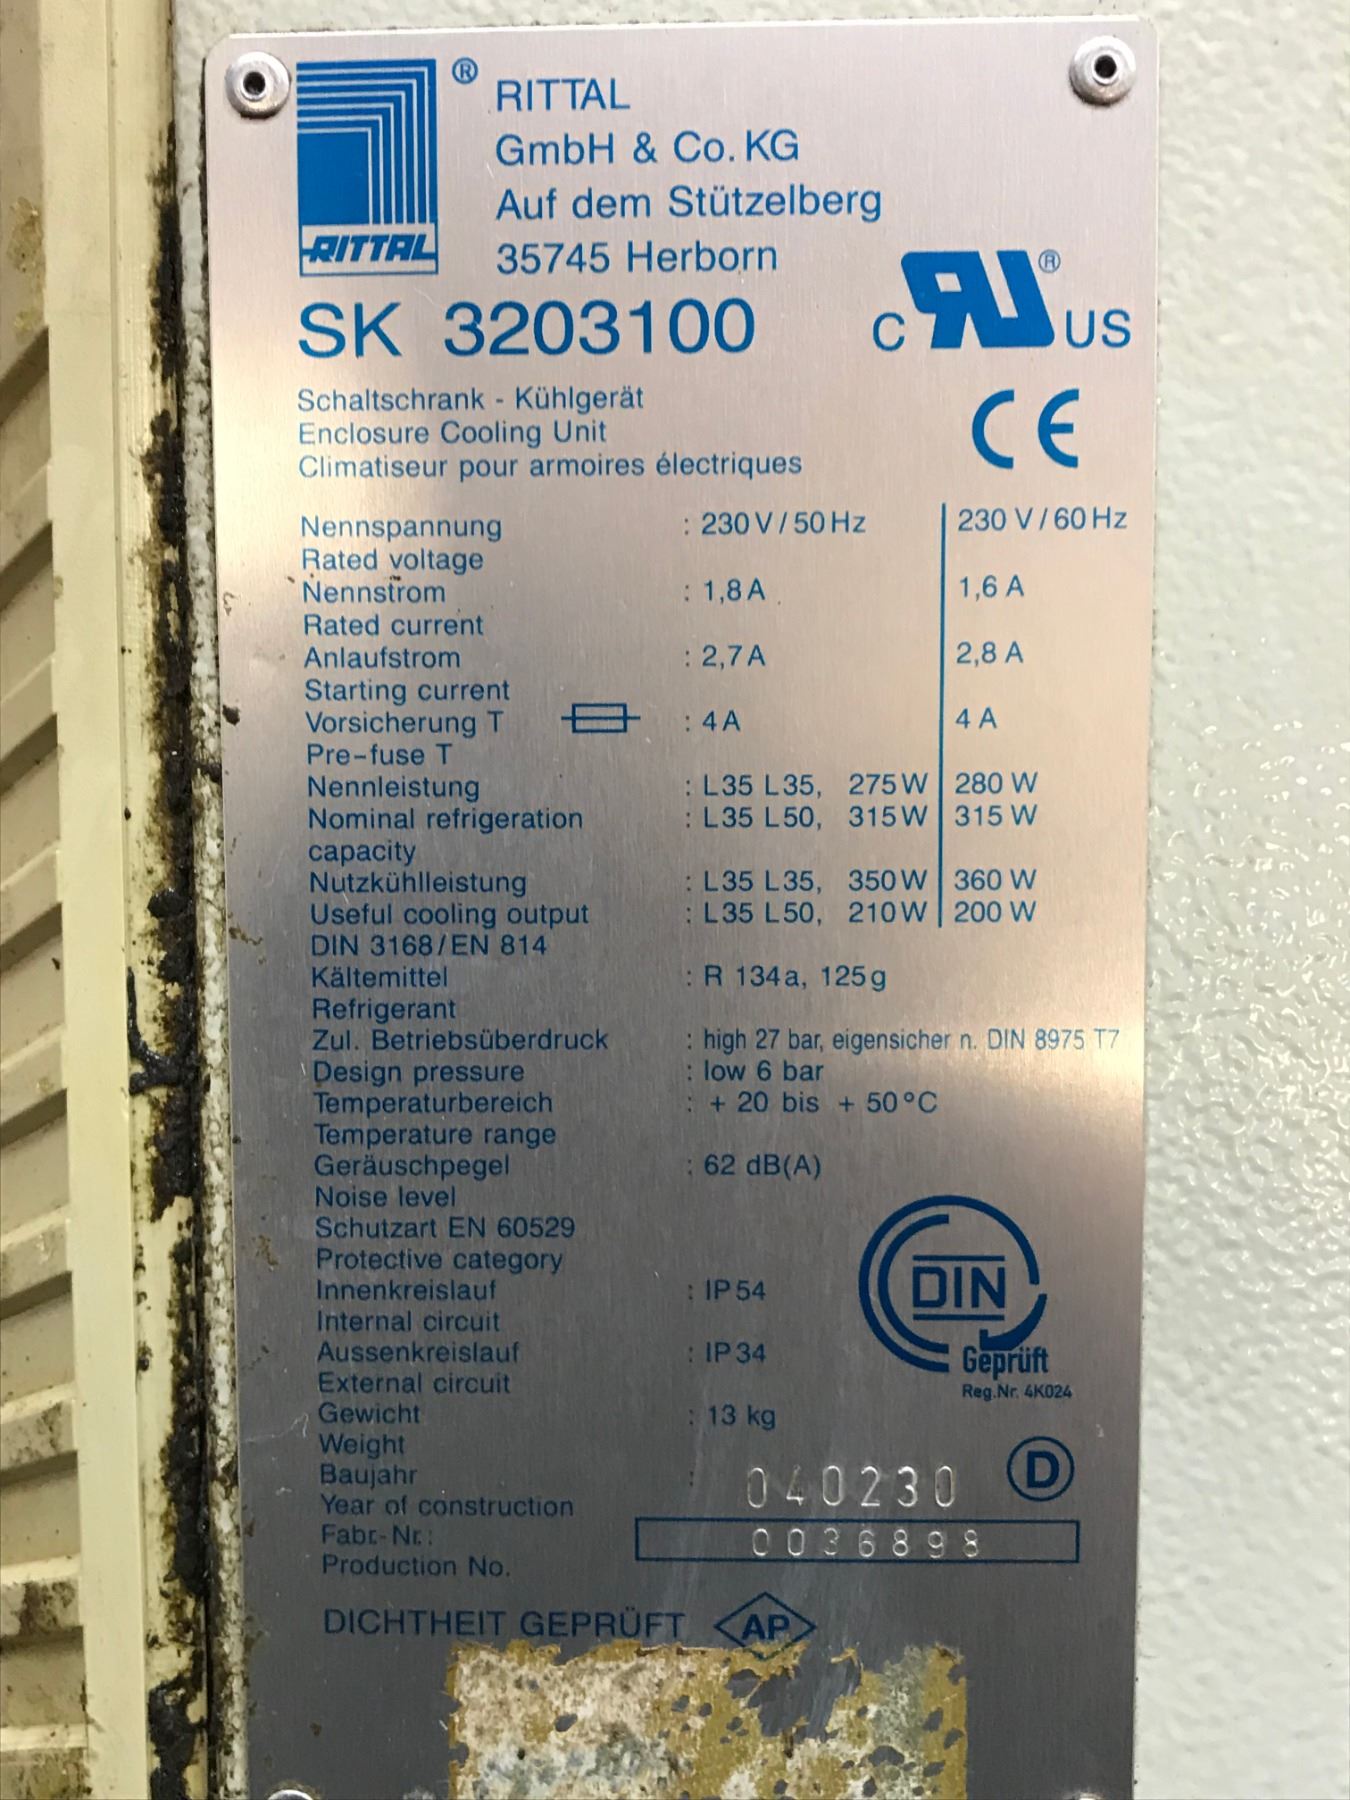 RITTAL ® RITTAL
GmbH & Co. KG
Auf dem Stützelberg
35745 Herborn
SK 3203100 C RU ® US
Schaltschrank - Kühlgerät
Enclosure Cooling Unit CE
Climatiseur pour armoires électriques
Nennspannung : 230 V / 50 Hz 230 V / 60 Hz
Rated voltage
Nennstrom : 1,8 A 1,6 A
Rated current
Anlaufstrom : 2,7 A 2,8 A
Starting current
Vorsicherung T : 4 A 4 A
Pre-fuse T
Nennleistung : L35 L35, 275 W 280 W
Nominal refrigeration : L35 L50, 315 W 315 W
capacity
Nutzkühlleistung : L35 L35, 350 W 360 W
Useful cooling output : L35 L50, 210 W 200 W
DIN 3168/EN 814
Kältemittel : R 134a, 125g
Refrigerant
Zul. Betriebsüberdruck : high 27 bar, eigensicher n. DIN 8975 T7
Design pressure : low 6 bar
Temperaturbereich : + 20 bis + 50°C
Temperature range
Geräuschpegel : 62 dB(A)
Noise level
Schutzart EN 60529
Protective category
Innenkreislauf : IP 54
Internal circuit
Aussenkreislauf : IP 34
External circuit
Gewicht : 13 kg
Weight
Baujahr : 040230
Year of construction
Fabr.-Nr.: 0036898
Production No.
DIN
Geprüft
Reg.Nr. 4K024
D
DICHTHEIT GEPRÜFT AP